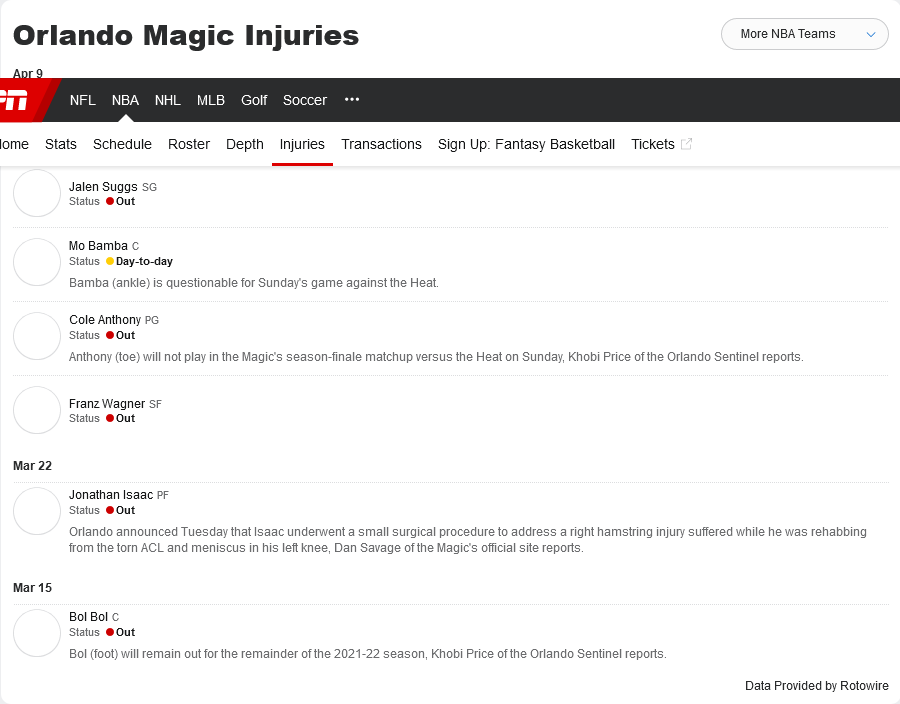 Orlando Magic Injuries
More NBA Teams
Apr 9
NFL NBA NHL MLB Golf Soccer •••
Stats Schedule Roster Depth Injuries Transactions Sign Up: Fantasy Basketball Tickets
Jalen Suggs SG
Status Out
Mo Bamba C
Status Day-to-day
Bamba (ankle) is questionable for Sunday's game against the Heat.
Cole Anthony PG
Status Out
Anthony (toe) will not play in the Magic's season-finale matchup versus the Heat on Sunday, Khobi Price of the Orlando Sentinel reports.
Franz Wagner SF
Status Out
Mar 22
Jonathan Isaac PF
Status Out
Orlando announced Tuesday that Isaac underwent a small surgical procedure to address a right hamstring injury suffered while he was rehabbing
from the torn ACL and meniscus in his left knee, Dan Savage of the Magic's official site reports.
Mar 15
Bol Bol C
Status Out
Bol (foot) will remain out for the remainder of the 2021-22 season, Khobi Price of the Orlando Sentinel reports.
Data Provided by Rotowire